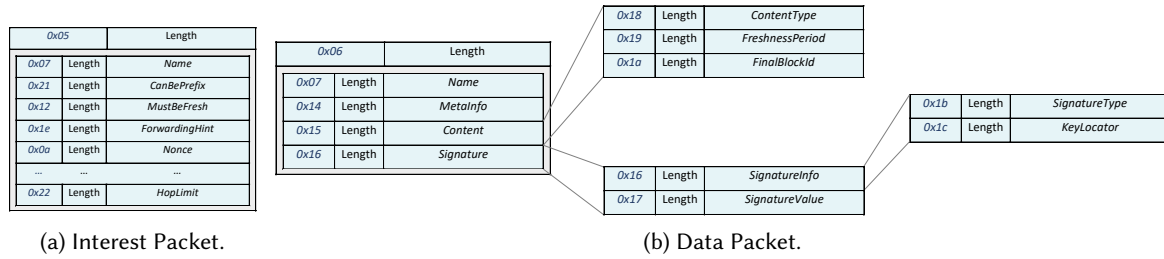 0x05 Length
0x07 Length Name
0x21 Length CanBePrefix
0x12 Length MustBeFresh
0x1e Length ForwardingHint
0x0a Length Nonce
... ... ...
0x22 Length HopLimit
(a) Interest Packet.
0x06 Length
0x07 Length Name
0x14 Length MetaInfo
0x15 Length Content
0x16 Length Signature
0x18 Length ContentType
0x19 Length FreshnessPeriod
0x1a Length FinalBlockId
0x16 Length SignatureInfo
0x17 Length SignatureValue
0x1b Length SignatureType
0x1c Length KeyLocator
(b) Data Packet.